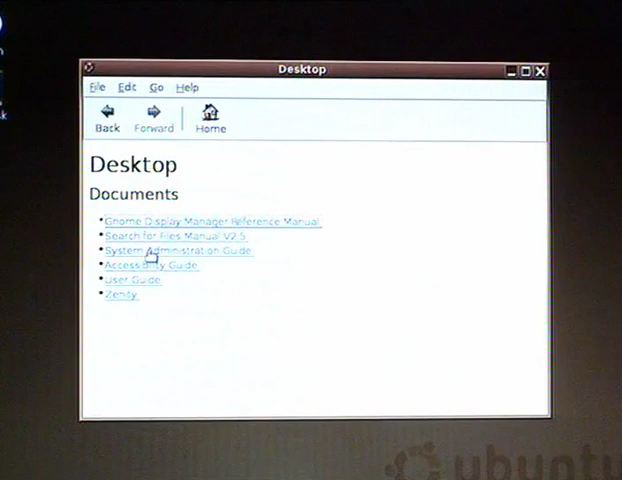 Desktop
File Edit Go Help
Back Forward Home
Desktop
Documents
Gnome Display Manager Reference Manual
Search for Files Manual V2.5
System Administration Guide
Accessibility Guide
User Guide
Zenity
ubuntu